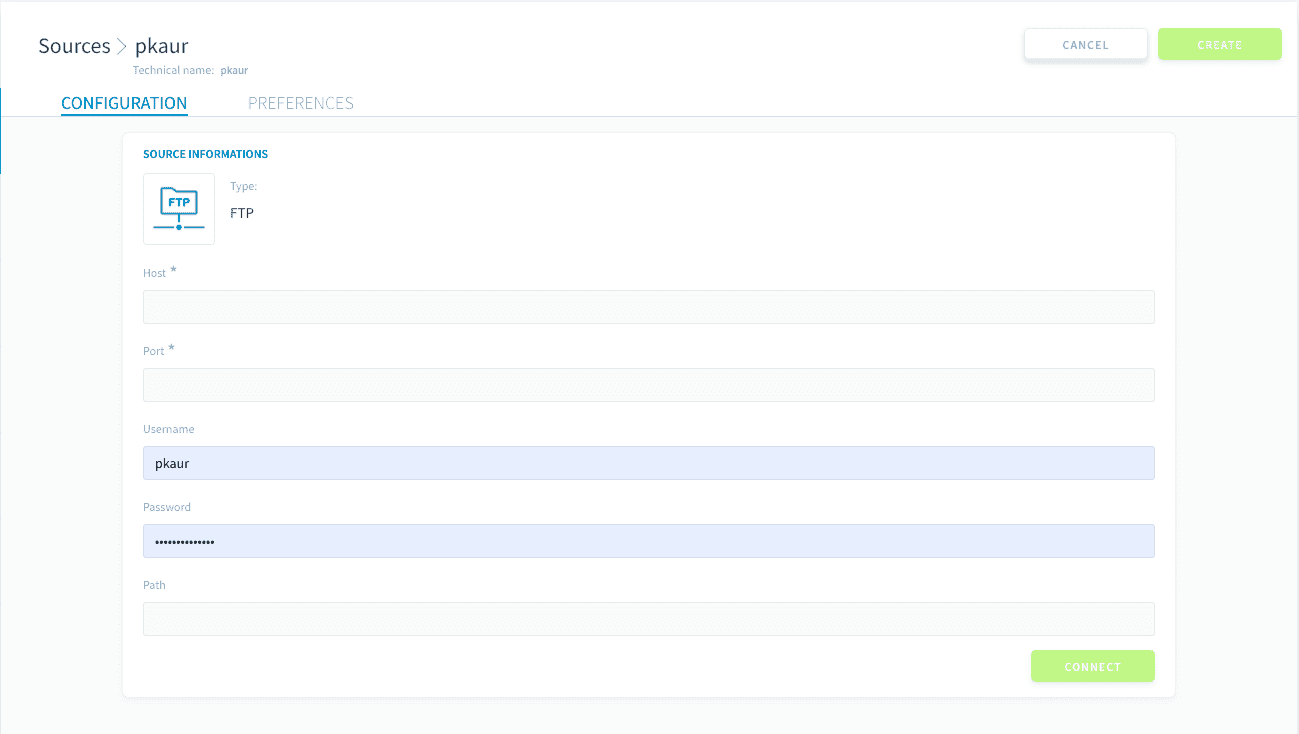 Sources > pkaur
CANCEL
CREATE
Technical name: pkaur
CONFIGURATION
PREFERENCES
SOURCE INFORMATIONS
FTP
Type:
FTP
Host *
Port *
Username
pkaur
Password
••••••••••••••
Path
CONNECT